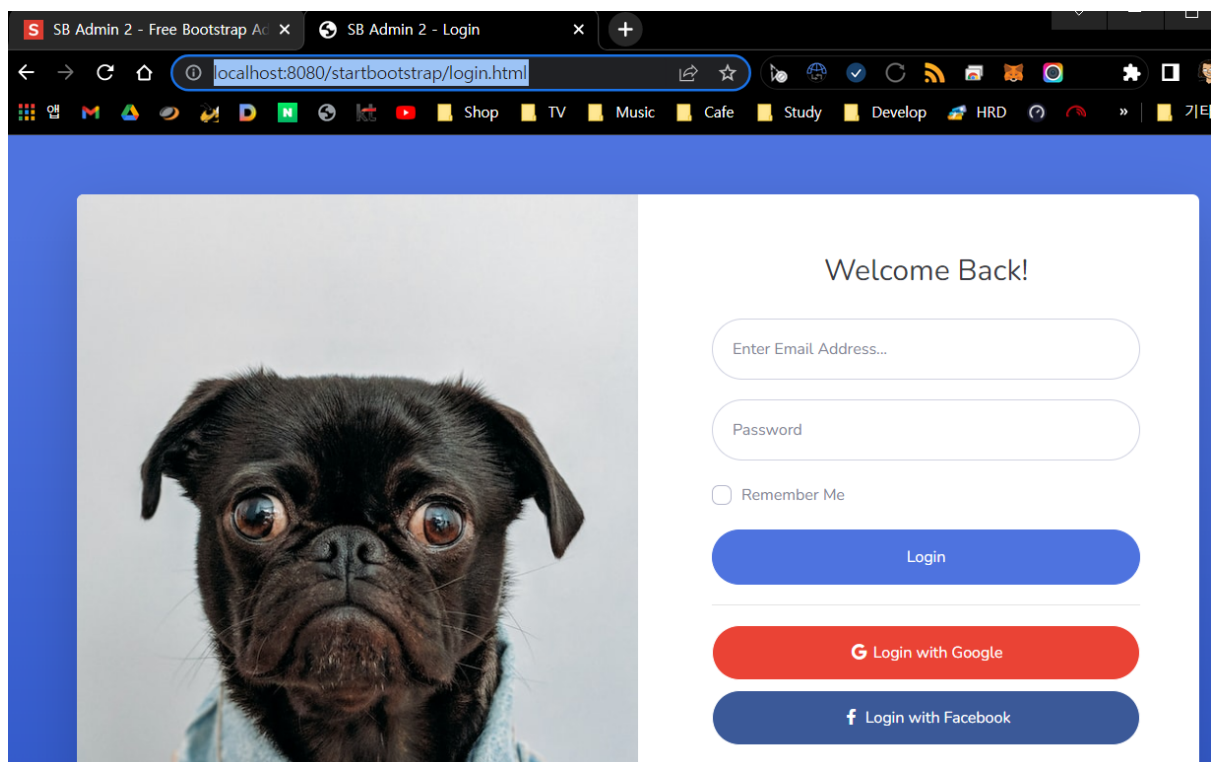 S SB Admin 2 - Free Bootstrap Ad
SB Admin 2 - Login
localhost:8080/startbootstrap/login.html
앱 D N kt Shop TV Music Cafe Study Develop HRD »
Welcome Back!
Enter Email Address...
Password
Remember Me
Login
G Login with Google
f Login with Facebook